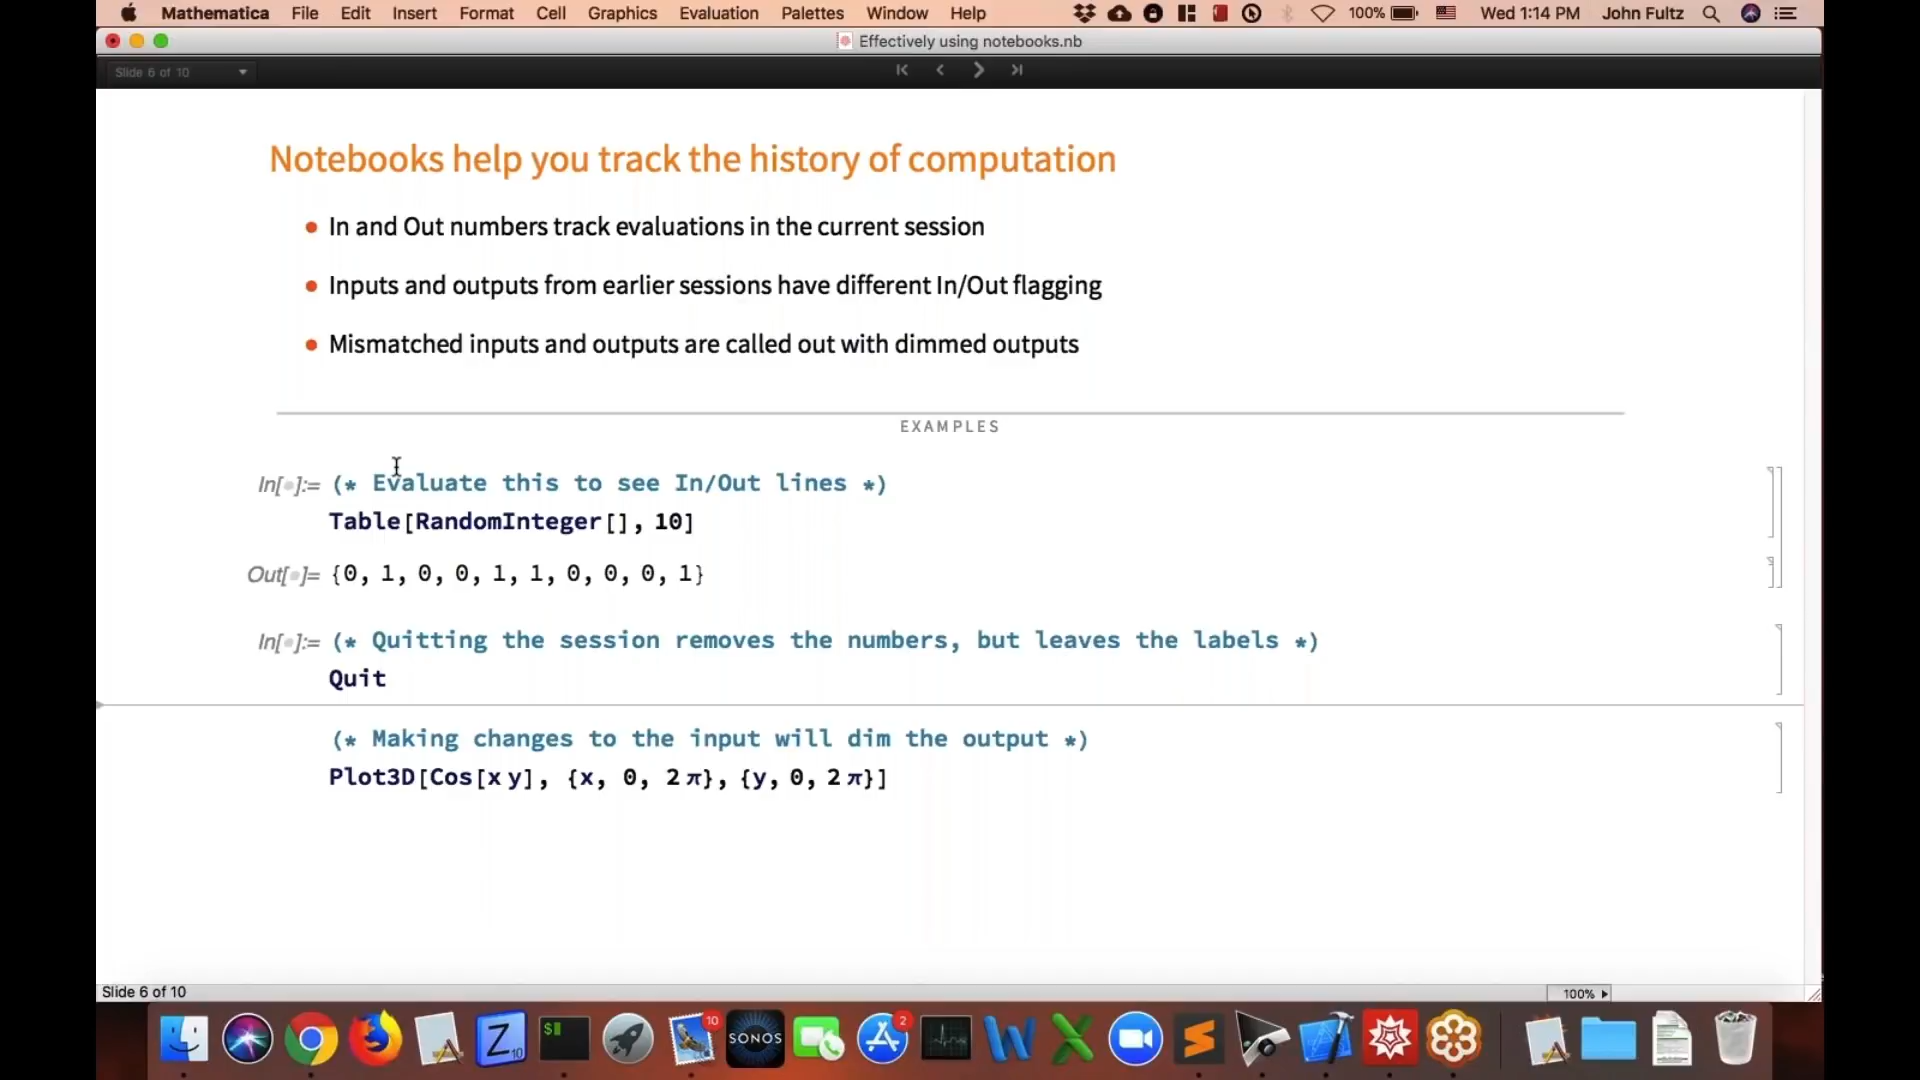 Mathematica File Edit Insert Format Cell Graphics Evaluation Palettes Window Help 100% Wed 1:14 PM John Fultz
Effectively using notebooks.nb
Slide 6 of 10
Notebooks help you track the history of computation
• In and Out numbers track evaluations in the current session
• Inputs and outputs from earlier sessions have different In/Out flagging
• Mismatched inputs and outputs are called out with dimmed outputs
EXAMPLES
In[•]:= (* Evaluate this to see In/Out lines *)
Table[RandomInteger[], 10]
Out[•]= {0, 1, 0, 0, 1, 1, 0, 0, 0, 1}
In[•]:= (* Quitting the session removes the numbers, but leaves the labels *)
Quit
(* Making changes to the input will dim the output *)
Plot3D[Cos[x y], {x, 0, 2 π}, {y, 0, 2 π}]
Slide 6 of 10
100%
Z 10
$
10
SONOS
2
W
X